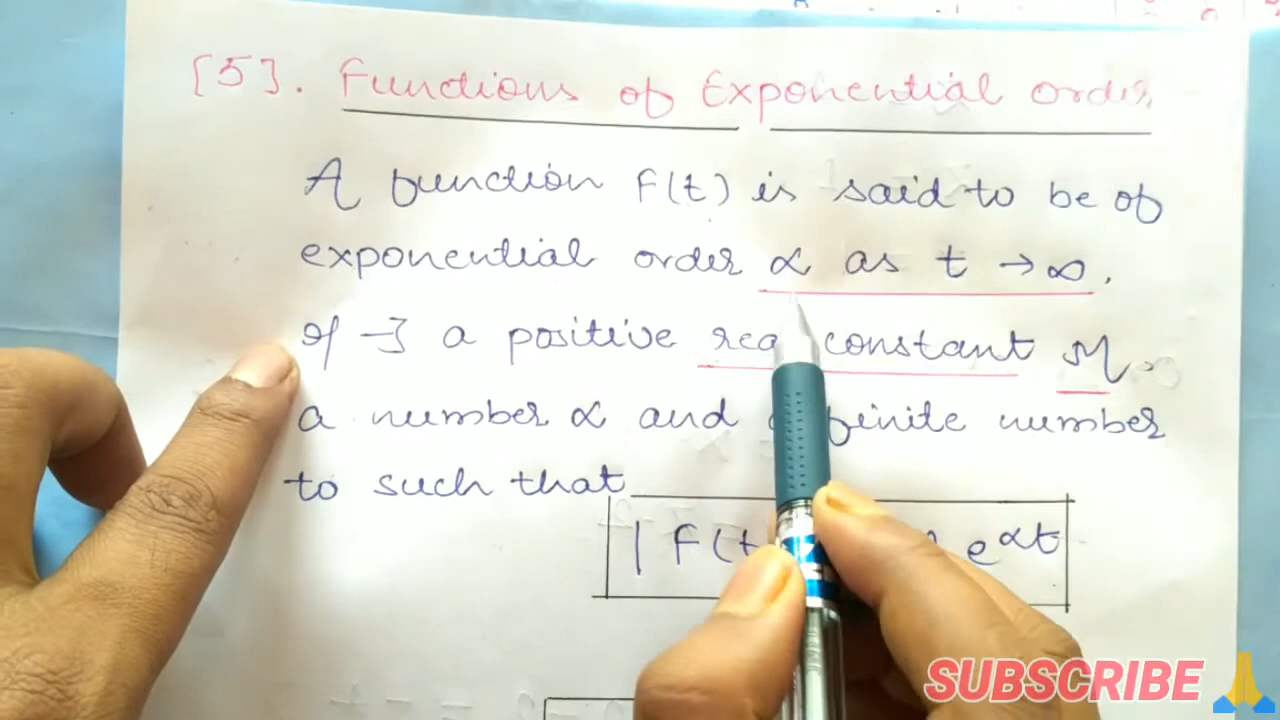 [5]. Functions of Exponential order
A function F(t) is said to be of
exponential order α as t → ∞.
if ∃ a positive rea constant M.
a number α and finite number
to such that
| F(t e^αt
SUBSCRIBE